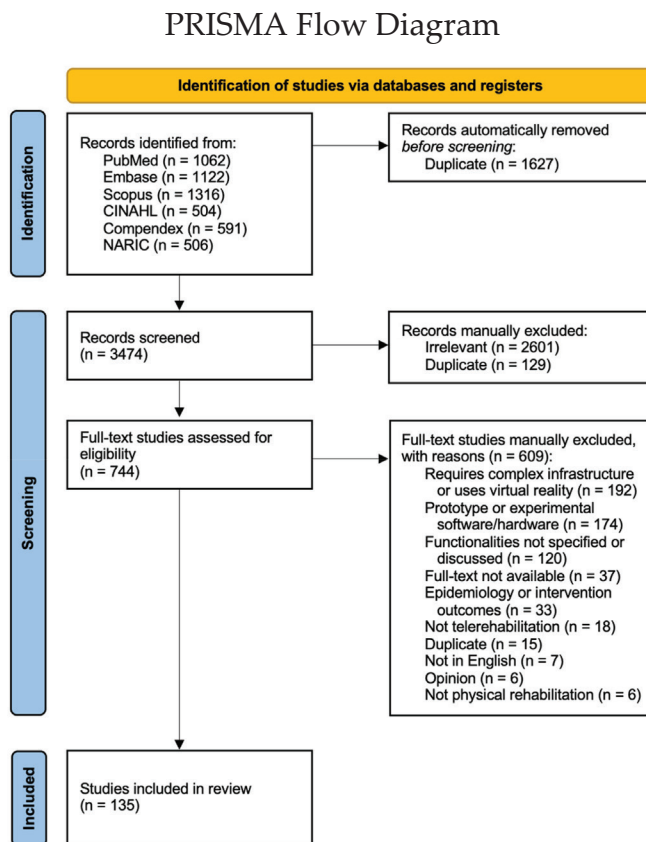 PRISMA Flow Diagram
Identification of studies via databases and registers
Identification
Records identified from:
PubMed (n = 1062)
Embase (n = 1122)
Scopus (n = 1316)
CINAHL (n = 504)
Compendex (n = 591)
NARIC (n = 506)
Records automatically removed
before screening:
Duplicate (n = 1627)
Screening
Records screened
(n = 3474)
Records manually excluded:
Irrelevant (n = 2601)
Duplicate (n = 129)
Full-text studies assessed for
eligibility
(n = 744)
Full-text studies manually excluded,
with reasons (n = 609):
Requires complex infrastructure
or uses virtual reality (n = 192)
Prototype or experimental
software/hardware (n = 174)
Functionalities not specified or
discussed (n = 120)
Full-text not available (n = 37)
Epidemiology or intervention
outcomes (n = 33)
Not telerehabilitation (n = 18)
Duplicate (n = 15)
Not in English (n = 7)
Opinion (n = 6)
Not physical rehabilitation (n = 6)
Included
Studies included in review
(n = 135)